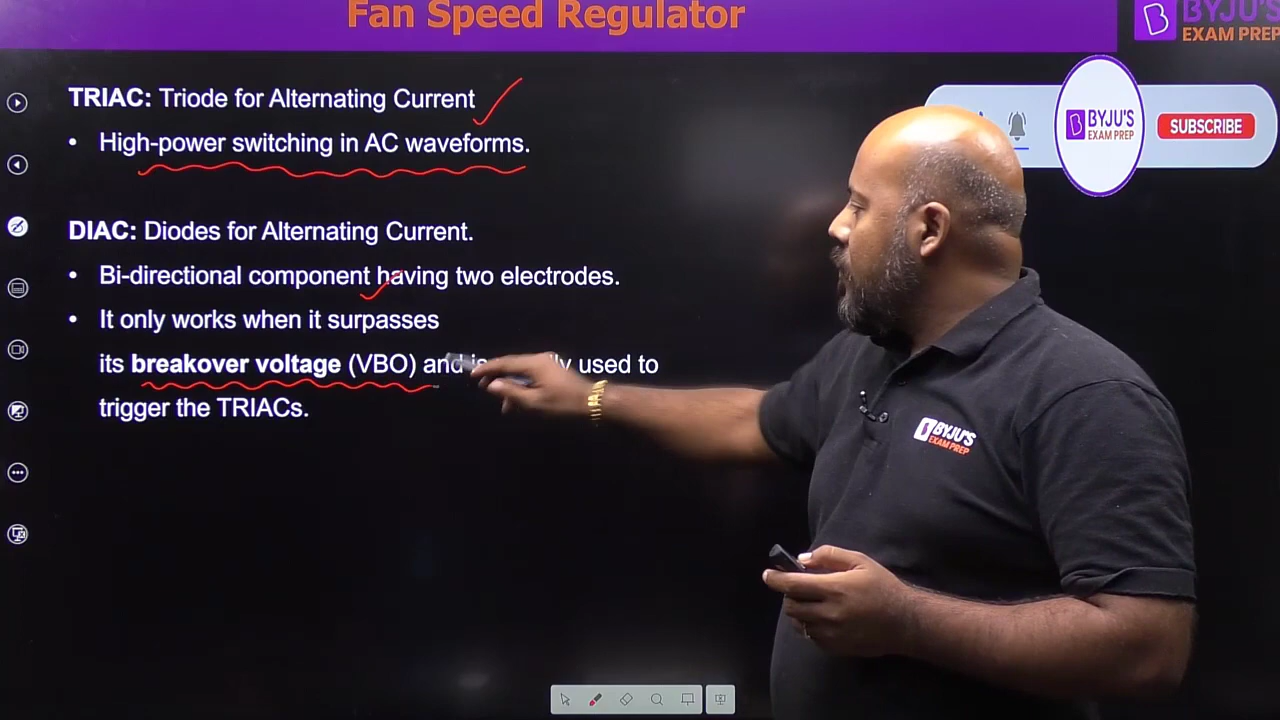 Fan Speed Regulator
BYJU'S
EXAM PREP
TRIAC: Triode for Alternating Current
• High-power switching in AC waveforms.
BYJU'S
EXAM PREP
SUBSCRIBE
DIAC: Diodes for Alternating Current.
• Bi-directional component having two electrodes.
• It only works when it surpasses
its breakover voltage (VBO) and is used to
trigger the TRIACs.
BYJU'S
EXAM PREP